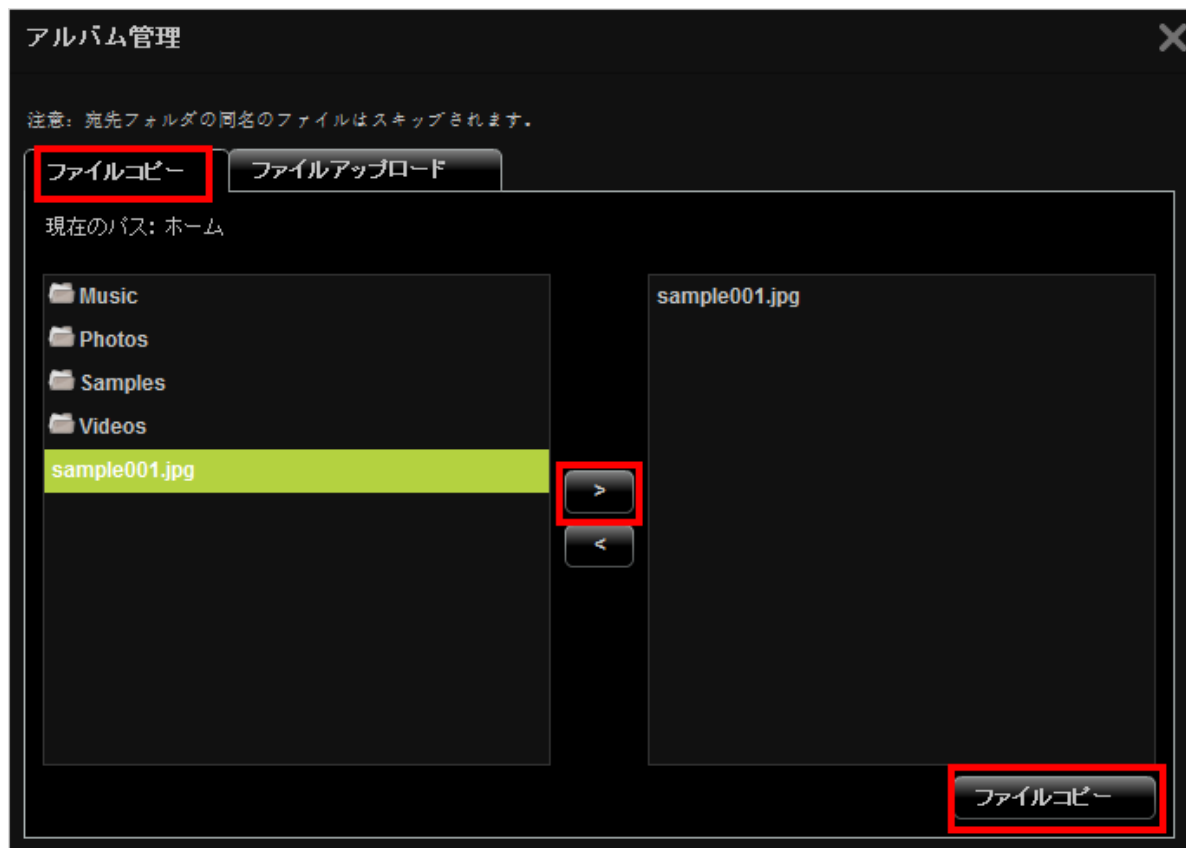 アルバム管理
注意: 宛先フォルダの同名のファイルはスキップされます.
ファイルコピー
ファイルアップロード
現在のパス: ホーム
Music
Photos
Samples
Videos
sample001.jpg
>
<
sample001.jpg
ファイルコピー